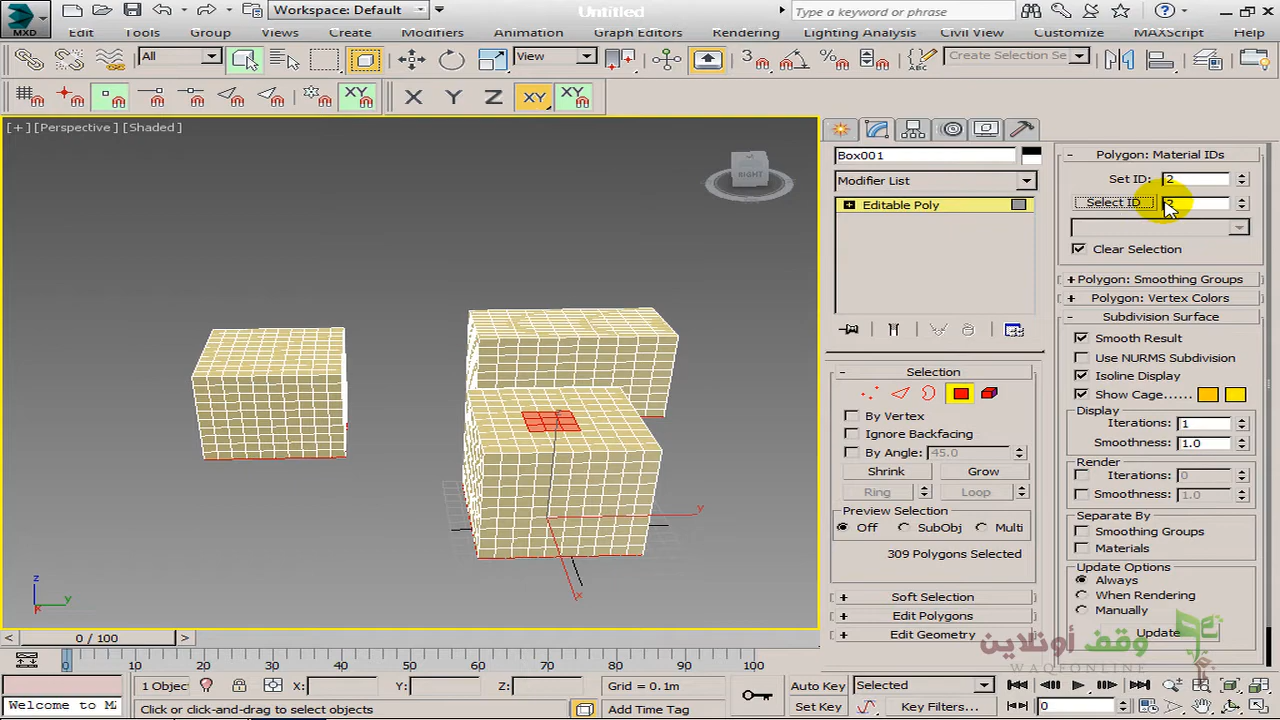 MXD
Workspace: Default
Untitled
Type a keyword or phrase
Edit Tools Group Views Create Modifiers Animation Graph Editors Rendering Lighting Analysis Civil View Customize MAXScript Help
All
View
3
ABC
Create Selection Se
X Y Z XY XY
[+] [Perspective] [Shaded]
RIGHT
Box001
Modifier List
Editable Poly
Selection
By Vertex
Ignore Backfacing
By Angle: 45.0
Shrink Grow
Ring Loop
Preview Selection
Off SubObj Multi
309 Polygons Selected
Soft Selection
Edit Polygons
Edit Geometry
Polygon: Material IDs
Set ID: 2
Select ID
Clear Selection
Polygon: Smoothing Groups
Polygon: Vertex Colors
Subdivision Surface
Smooth Result
Use NURMS Subdivision
Isoline Display
Show Cage......
Display
Iterations: 1
Smoothness: 1.0
Render
Iterations: 0
Smoothness: 1.0
Separate By
Smoothing Groups
Materials
Update Options
Always
When Rendering
Manually
Update
وقف أونلاين
WAQFONLINE
y
x
z
y
x
< 0 / 100 >
0 10 20 30 40 50 60 70 80 90 100
1 Object
X: Y: Z:
Grid = 0.1m
Auto Key Selected
Welcome to MA
Click or click-and-drag to select objects
Add Time Tag
Set Key Key Filters...
0